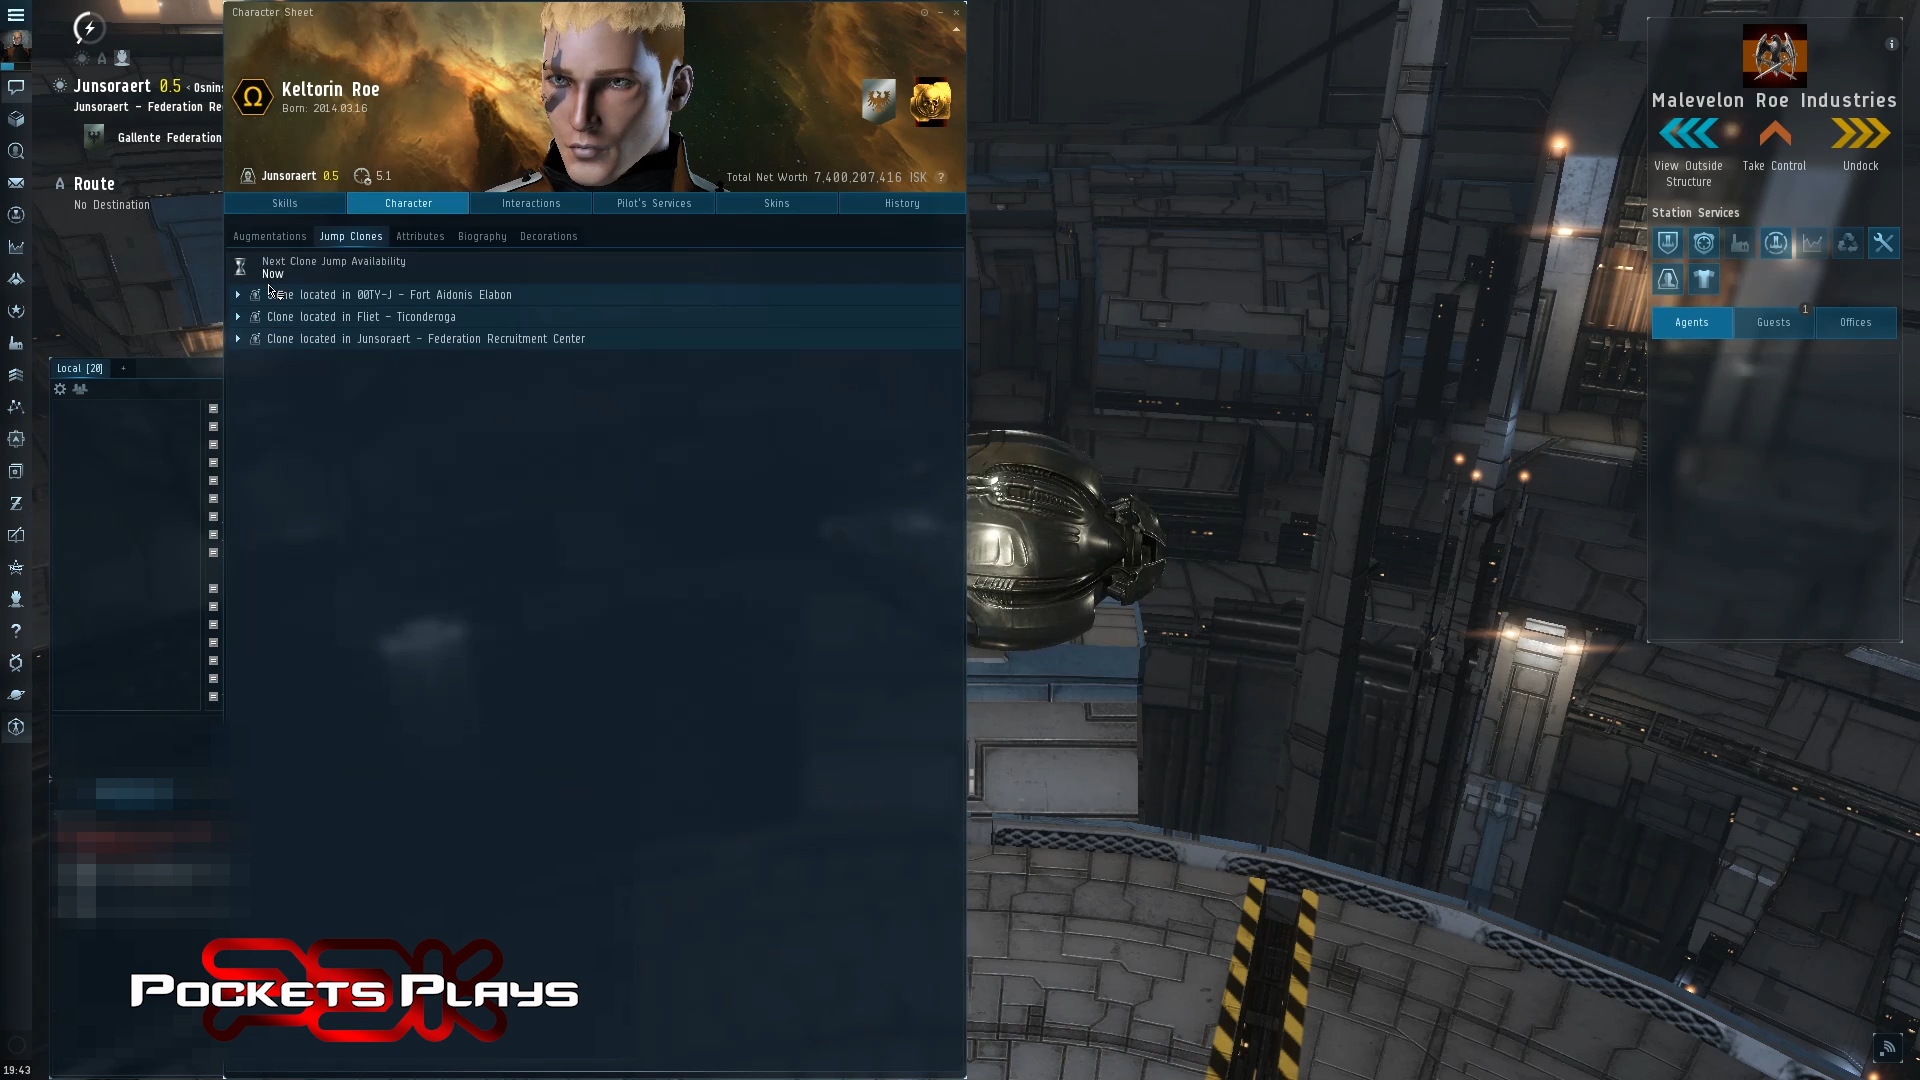 Character Sheet
Keltorin Roe
Born: 2014.03.16
Junsoraert 0.5
5.1
Total Net Worth 7,400,207,416 ISK ?
Skills
Character
Interactions
Pilot's Services
Skins
History
Augmentations
Jump Clones
Attributes
Biography
Decorations
Next Clone Jump Availability
Now
located in 00TY-J - Fort Aidonis Elabon
Clone located in Fliet - Ticonderoga
Clone located in Junsoraert - Federation Recruitment Center
Junsoraert 0.5 < Osnins
Junsoraert - Federation Re
Gallente Federation
Route
No Destination
Local [20]
+
Malevelon Roe Industries
View Outside
Structure
Take Control
Undock
Station Services
Agents
Guests
1
Offices
Pockets Plays
19:43